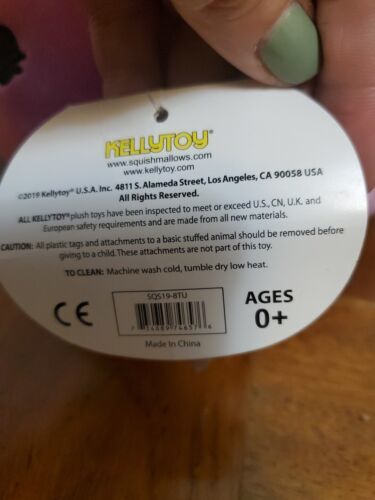 KELLYTOY®
www.squishmallows.com
www.kellytoy.com
©2019 Kellytoy® U.S.A. Inc. 4811 S. Alameda Street, Los Angeles, CA 90058 USA
All Rights Reserved.
ALL KELLYTOY® plush toys have been inspected to meet or exceed U.S., CN, U.K. and
European safety requirements and are made from all new materials.
CAUTION: All plastic tags and attachments to a basic stuffed animal should be removed before
giving to a child. These attachments are not part of this toy.
TO CLEAN: Machine wash cold, tumble dry low heat.
CE
SQS19-8TU
AGES
0+
Made In China